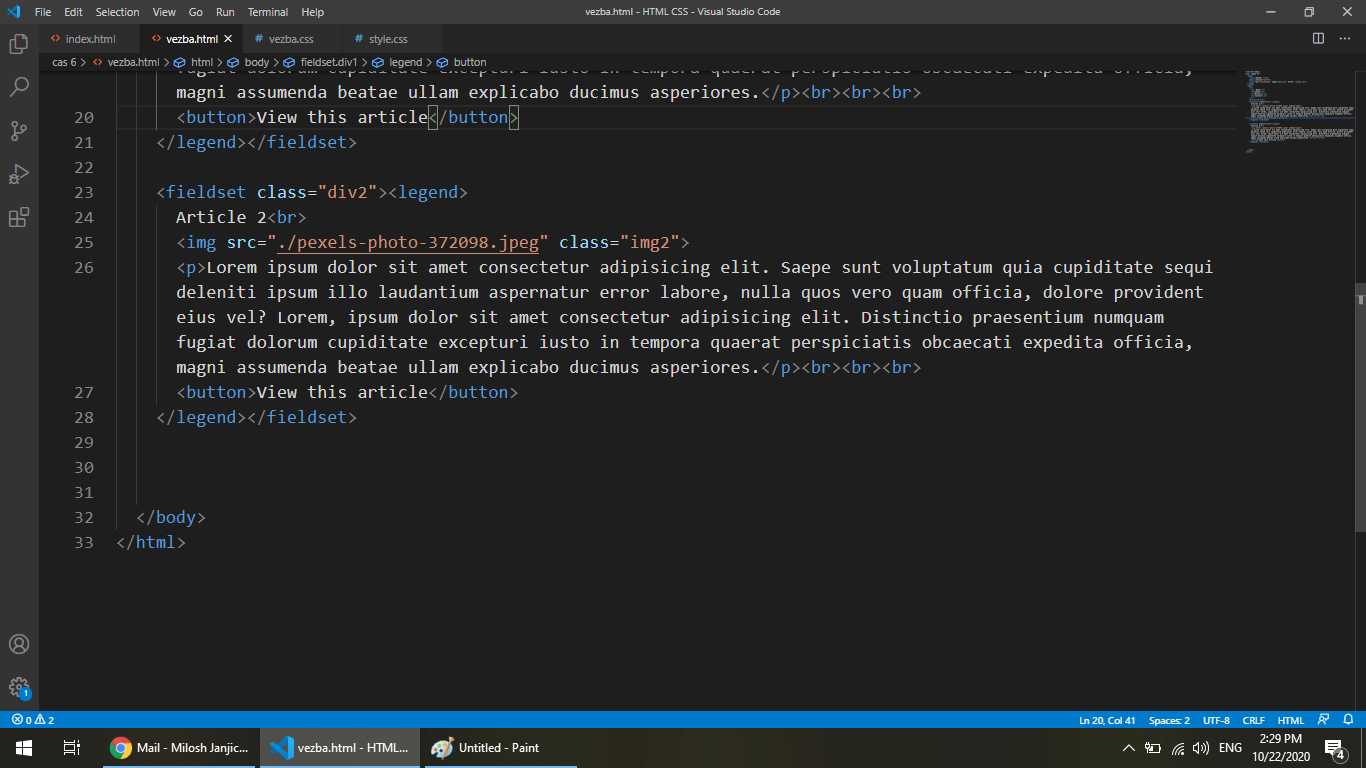 File Edit Selection View Go Run Terminal Help vezba.html - HTML CSS - Visual Studio Code
index.html vezba.html vezba.css style.css
cas 6 > vezba.html > html > body > fieldset.div1 > legend > button
fugiat dolorum cupiditate excepturi iusto in tempora quaerat perspiciatis obcaecati expedita officia,
magni assumenda beatae ullam explicabo ducimus asperiores.</p><br><br><br>
20 <button>View this article</button>
21 </legend></fieldset>
22
23 <fieldset class="div2"><legend>
24 Article 2<br>
25 <img src="./pexels-photo-372098.jpeg" class="img2">
26 <p>Lorem ipsum dolor sit amet consectetur adipisicing elit. Saepe sunt voluptatum quia cupiditate sequi
deleniti ipsum illo laudantium aspernatur error labore, nulla quos vero quam officia, dolore provident
eius vel? Lorem, ipsum dolor sit amet consectetur adipisicing elit. Distinctio praesentium numquam
fugiat dolorum cupiditate excepturi iusto in tempora quaerat perspiciatis obcaecati expedita officia,
magni assumenda beatae ullam explicabo ducimus asperiores.</p><br><br><br>
27 <button>View this article</button>
28 </legend></fieldset>
29
30
31
32 </body>
33 </html>
1
0 2 Ln 20, Col 41 Spaces: 2 UTF-8 CRLF HTML
Mail - Milosh Janjic... vezba.html - HTML... Untitled - Paint ENG 2:29 PM
10/22/2020 4